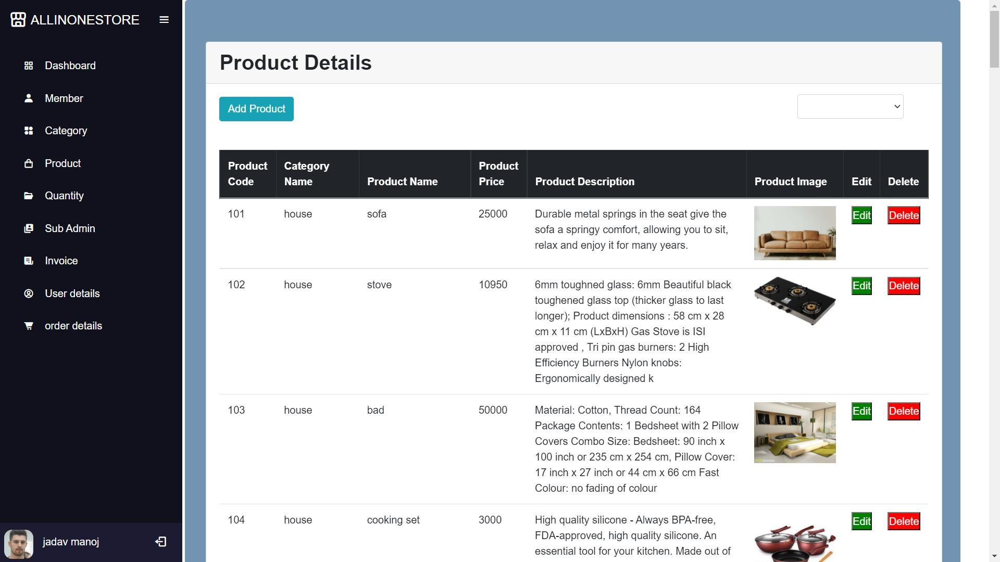 ALLINONESTORE
Dashboard
Member
Category
Product
Quantity
Sub Admin
Invoice
User details
order details
jadav manoj
Product Details
Add Product
Product Code Category Name Product Name Product Price Product Description Product Image Edit Delete
101 house sofa 25000 Durable metal springs in the seat give the
sofa a springy comfort, allowing you to sit,
relax and enjoy it for many years.
Edit Delete
102 house stove 10950 6mm toughned glass: 6mm Beautiful black
toughened glass top (thicker glass to last
longer); Product dimensions : 58 cm x 28
cm x 11 cm (LxBxH) Gas Stove is ISI
approved , Tri pin gas burners: 2 High
Efficiency Burners Nylon knobs:
Ergonomically designed k
Edit Delete
103 house bad 50000 Material: Cotton, Thread Count: 164
Package Contents: 1 Bedsheet with 2 Pillow
Covers Combo Size: Bedsheet: 90 inch x
100 inch or 235 cm x 254 cm, Pillow Cover:
17 inch x 27 inch or 44 cm x 66 cm Fast
Colour: no fading of colour
Edit Delete
104 house cooking set 3000 High quality silicone - Always BPA-free,
FDA-approved, high quality silicone. An
essential tool for your kitchen. Made out of
Edit Delete